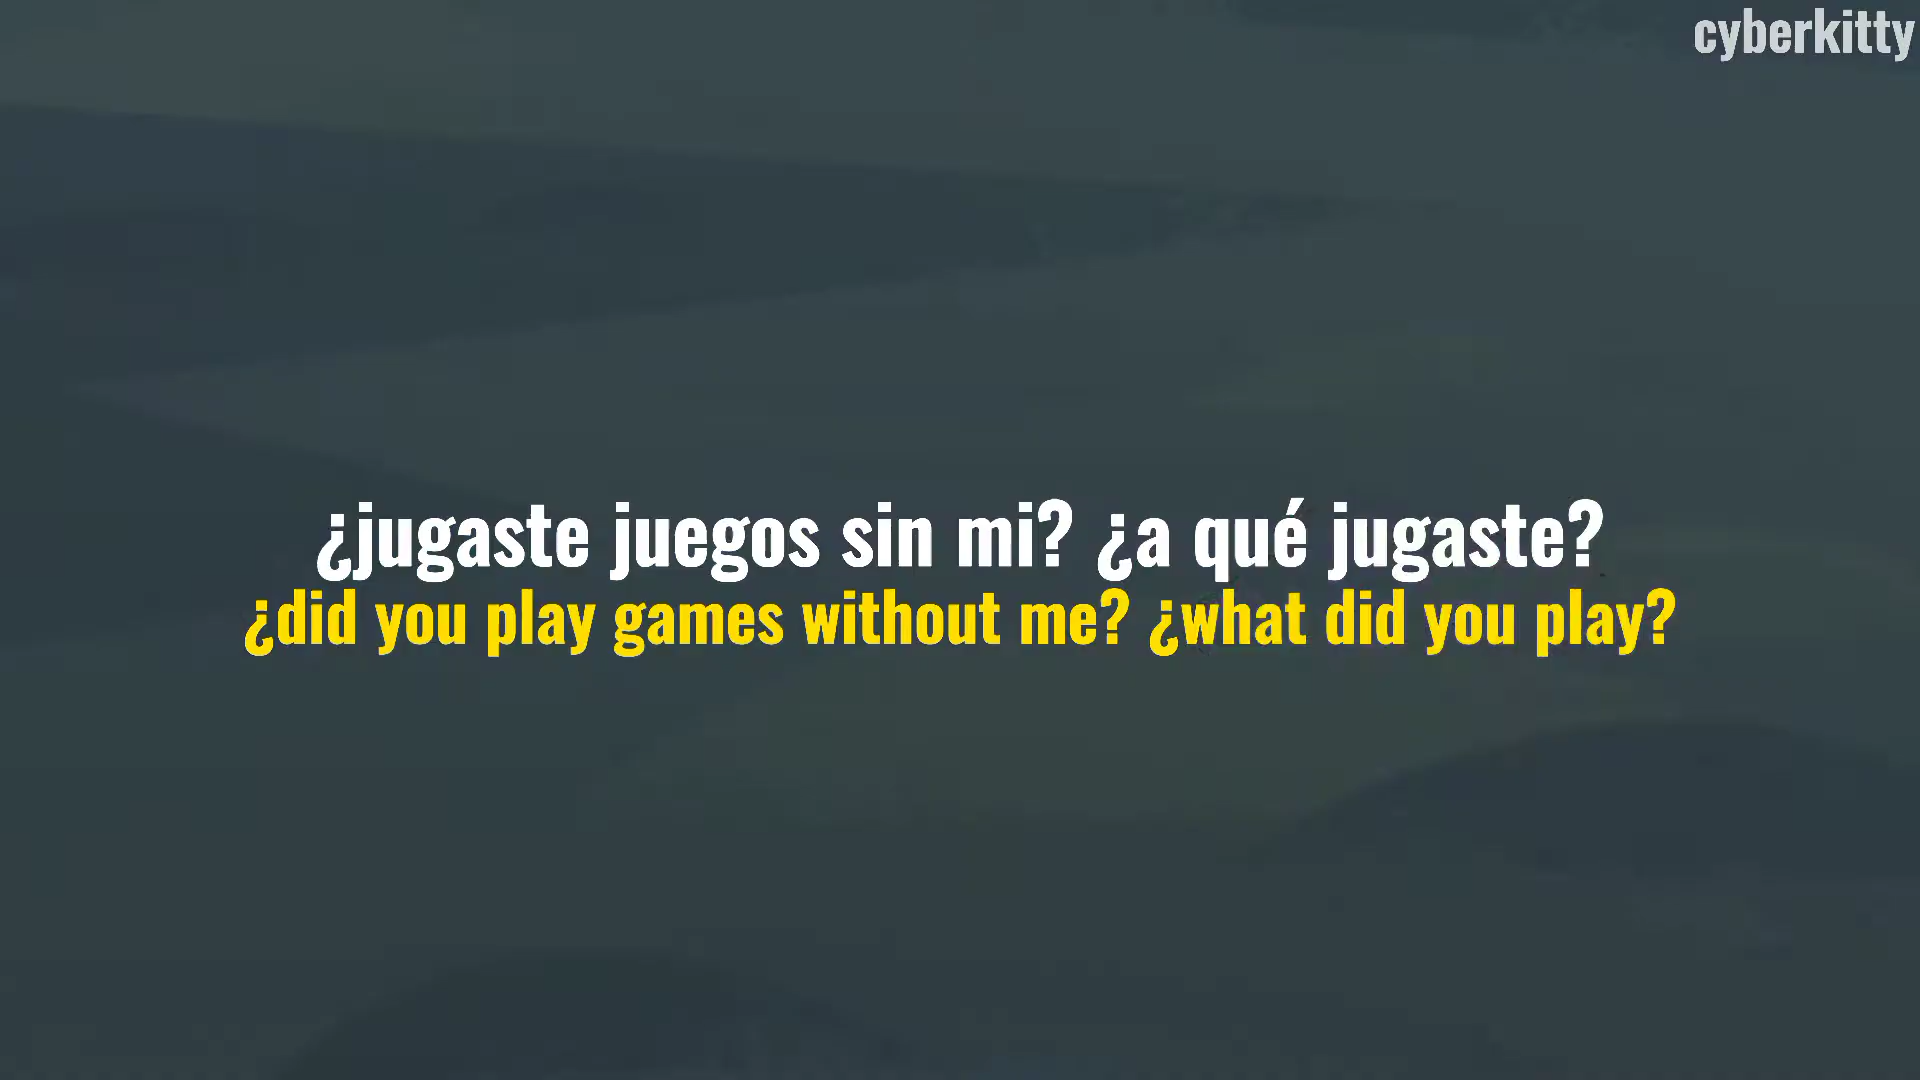 cyberkitty
¿jugaste juegos sin mi? ¿a qué jugaste?
¿did you play games without me? ¿what did you play?